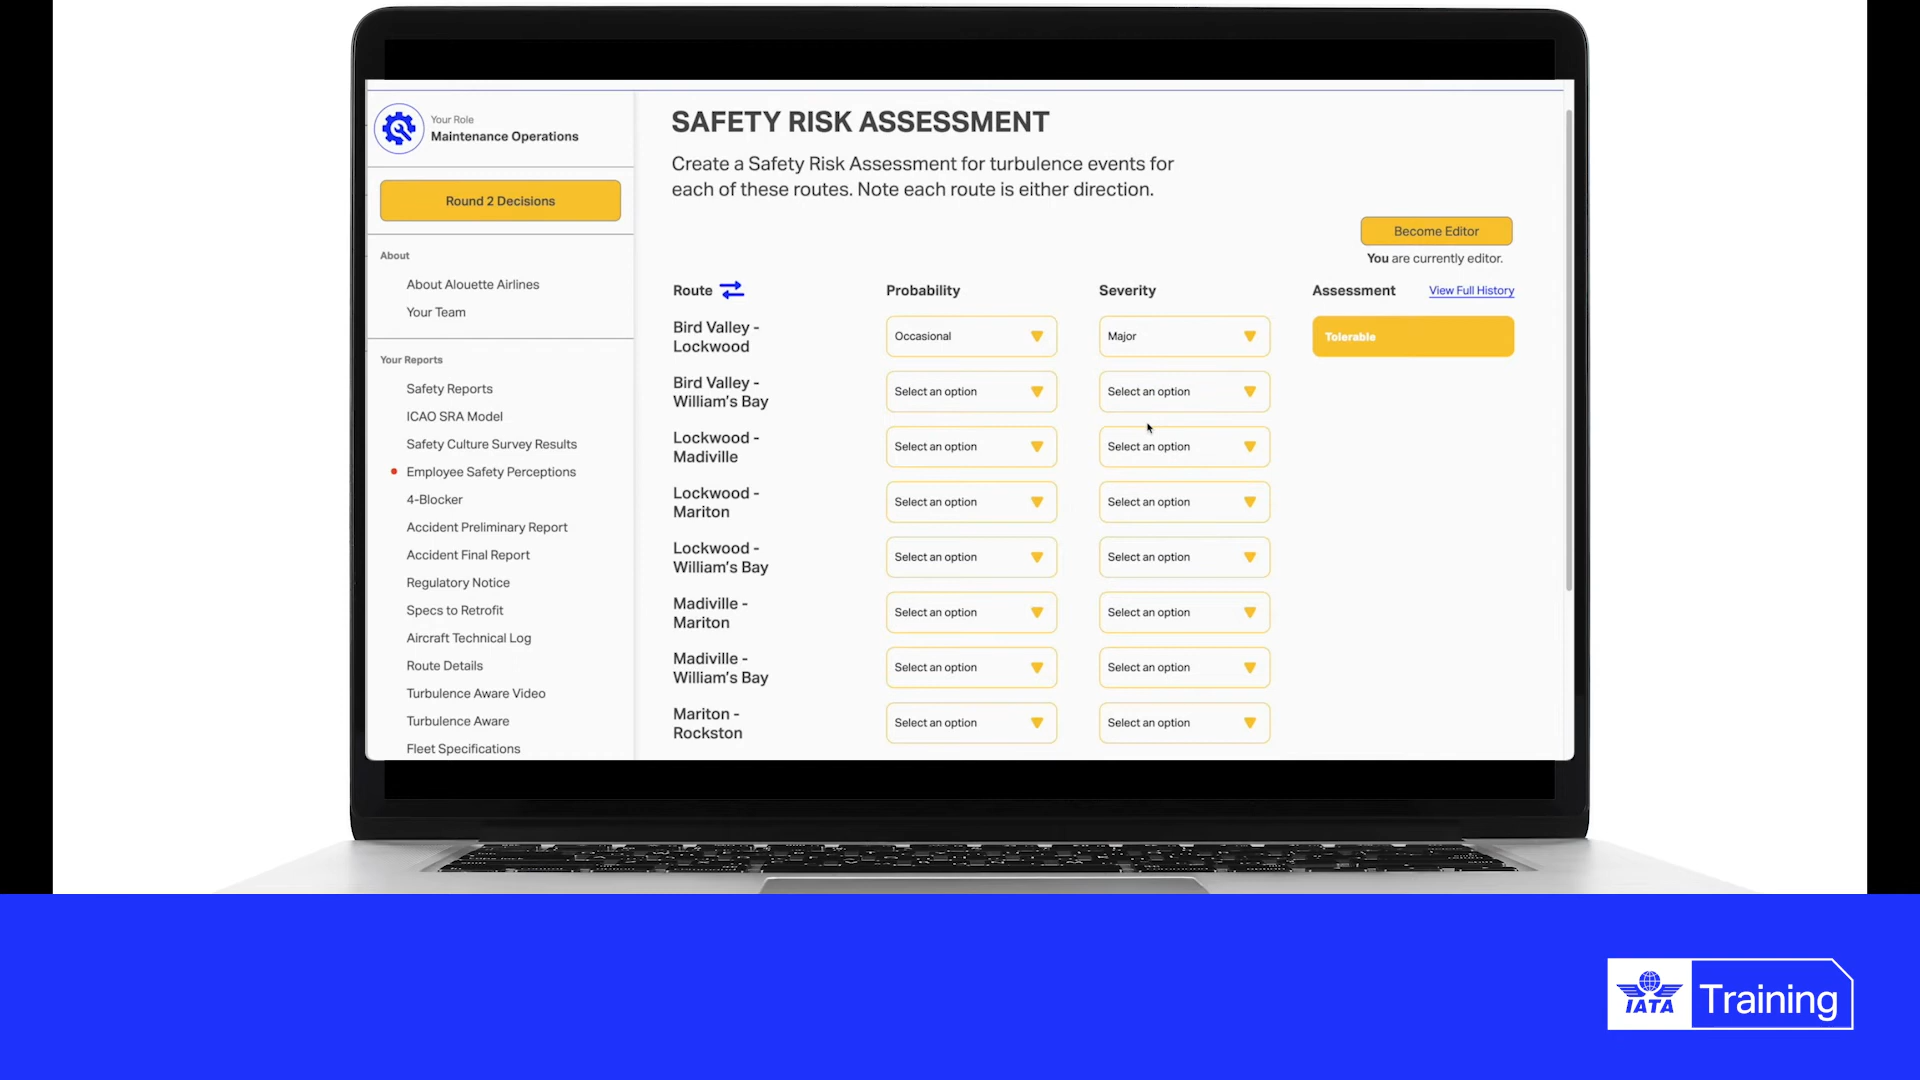 Your Role
Maintenance Operations
Round 2 Decisions
About
About Alouette Airlines
Your Team
Your Reports
Safety Reports
ICAO SRA Model
Safety Culture Survey Results
Employee Safety Perceptions
4-Blocker
Accident Preliminary Report
Accident Final Report
Regulatory Notice
Specs to Retrofit
Aircraft Technical Log
Route Details
Turbulence Aware Video
Turbulence Aware
Fleet Specifications
SAFETY RISK ASSESSMENT
Create a Safety Risk Assessment for turbulence events for
each of these routes. Note each route is either direction.
Become Editor
You are currently editor.
Route Probability Severity Assessment View Full History
Bird Valley -
Lockwood
Occasional Major Tolerable
Bird Valley -
William’s Bay
Select an option Select an option
Lockwood -
Madiville
Select an option Select an option
Lockwood -
Mariton
Select an option Select an option
Lockwood -
William’s Bay
Select an option Select an option
Madiville -
Mariton
Select an option Select an option
Madiville -
William’s Bay
Select an option Select an option
Mariton -
Rockston
Select an option Select an option
IATA Training